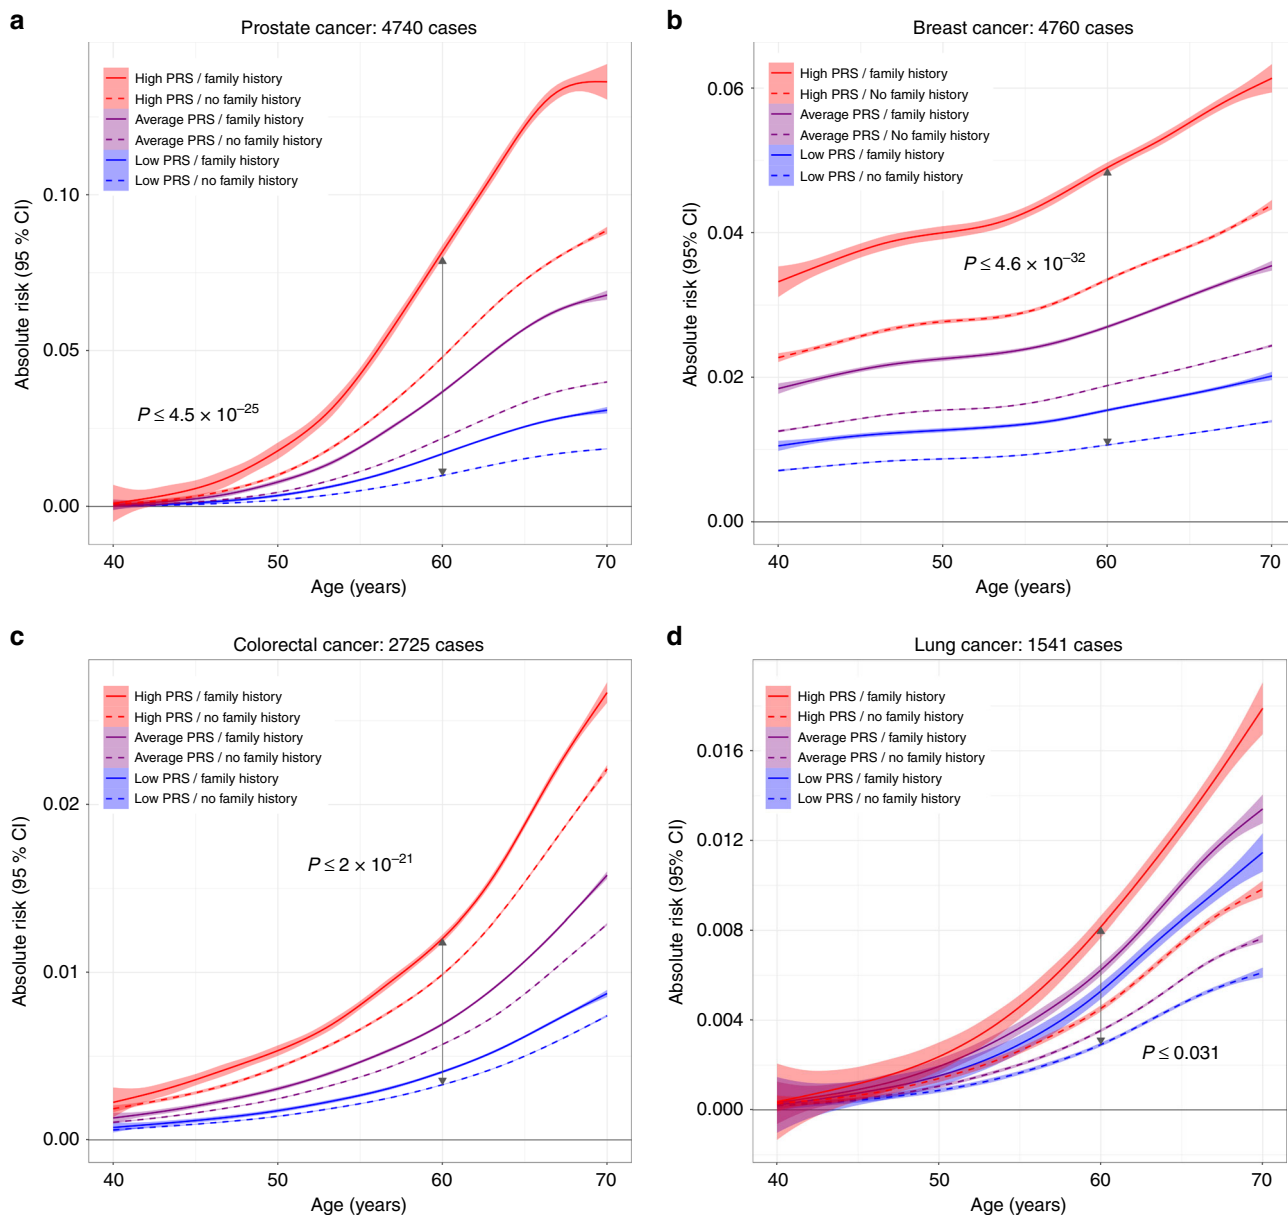 a
Prostate cancer: 4740 cases
High PRS / family history
High PRS / no family history
Average PRS / family history
Average PRS / no family history
Low PRS / family history
Low PRS / no family history
P ≤ 4.5 × 10⁻²⁵
Absolute risk (95 % CI)
0.10
0.05
0.00
40 50 60 70
Age (years)
b
Breast cancer: 4760 cases
High PRS / family history
High PRS / No family history
Average PRS / family history
Average PRS / No family history
Low PRS / family history
Low PRS / no family history
P ≤ 4.6 × 10⁻³²
Absolute risk (95% CI)
0.06
0.04
0.02
0.00
40 50 60 70
Age (years)
c
Colorectal cancer: 2725 cases
High PRS / family history
High PRS / no family history
Average PRS / family history
Average PRS / no family history
Low PRS / family history
Low PRS / no family history
P ≤ 2 × 10⁻²¹
Absolute risk (95 % CI)
0.02
0.01
0.00
40 50 60 70
Age (years)
d
Lung cancer: 1541 cases
High PRS / family history
High PRS / no family history
Average PRS / family history
Average PRS / no family history
Low PRS / family history
Low PRS / no family history
P ≤ 0.031
Absolute risk (95% CI)
0.016
0.012
0.008
0.004
0.000
40 50 60 70
Age (years)